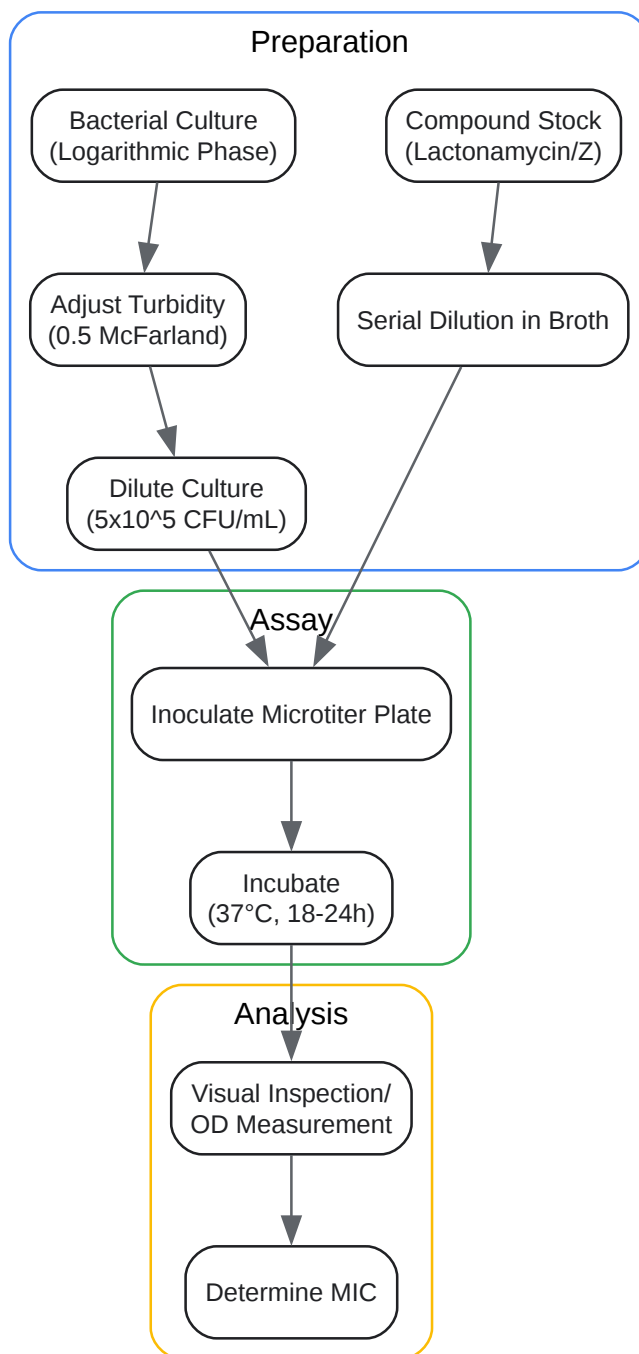 Preparation
Bacterial Culture
(Logarithmic Phase)
Compound Stock
(Lactonamycin/Z)
Adjust Turbidity
(0.5 McFarland)
Serial Dilution in Broth
Dilute Culture
(5x10^5 CFU/mL)
Assay
Inoculate Microtiter Plate
Incubate
(37°C, 18-24h)
Analysis
Visual Inspection/
OD Measurement
Determine MIC